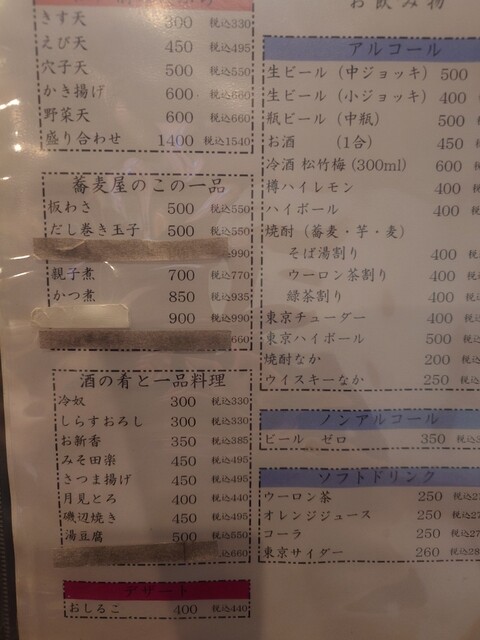 きす天 300 税込330
えび天 450 税込495
穴子天 500 税込550
かき揚げ 600 税込660
野菜天 600 税込660
盛り合わせ 1400 税込1540
蕎麦屋のこの一品
板わさ 500 税込550
だし巻き玉子 500 税込550
税込990
親子煮 700 税込770
かつ煮 850 税込935
900 税込990
税込660
酒の肴と一品料理
冷奴 300 税込330
しらすおろし 300 税込330
お新香 350 税込385
みそ田楽 450 税込495
さつま揚げ 450 税込495
月見とろ 400 税込440
磯辺焼き 450 税込495
湯豆腐 500 税込550
税込660
デザート
おしるこ 400 税込440
お飲み物
アルコール
生ビール（中ジョッキ） 500
生ビール（小ジョッキ） 400
瓶ビール（中瓶） 500
お酒 （1合） 450
冷酒 松竹梅 (300ml) 600
樽ハイレモン 400
ハイボール 400
焼酎（蕎麦・芋・麦）
そば湯割り 400
ウーロン茶割り 400
緑茶割り 400
東京チューダー 400
東京ハイボール 500
焼酎なか 200
ウイスキーなか 250
ノンアルコール
ビール ゼロ 350
ソフトドリンク
ウーロン茶 250
オレンジジュース 250
コーラ 250
東京サイダー 260